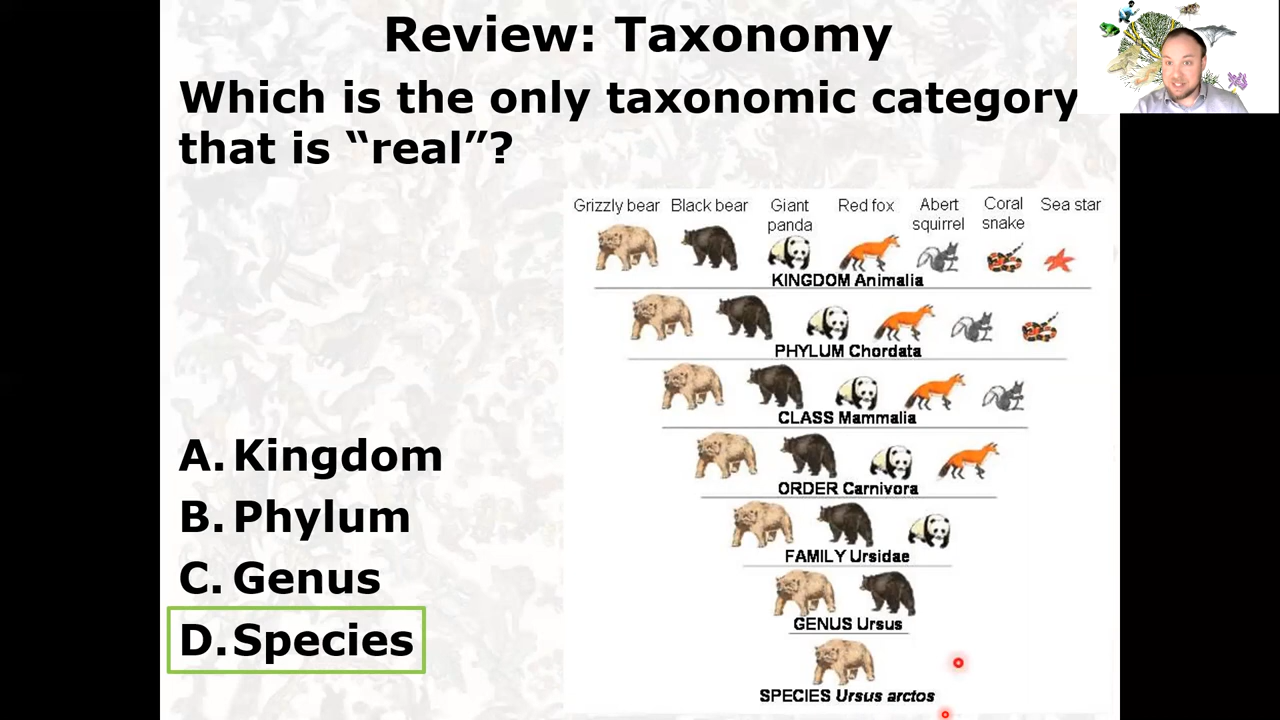 Review: Taxonomy
Which is the only taxonomic category
that is “real”?
Grizzly bear Black bear Giant panda Red fox Abert squirrel Coral snake Sea star
KINGDOM Animalia
PHYLUM Chordata
CLASS Mammalia
ORDER Carnivora
FAMILY Ursidae
GENUS Ursus
SPECIES Ursus arctos
A. Kingdom
B. Phylum
C. Genus
D. Species